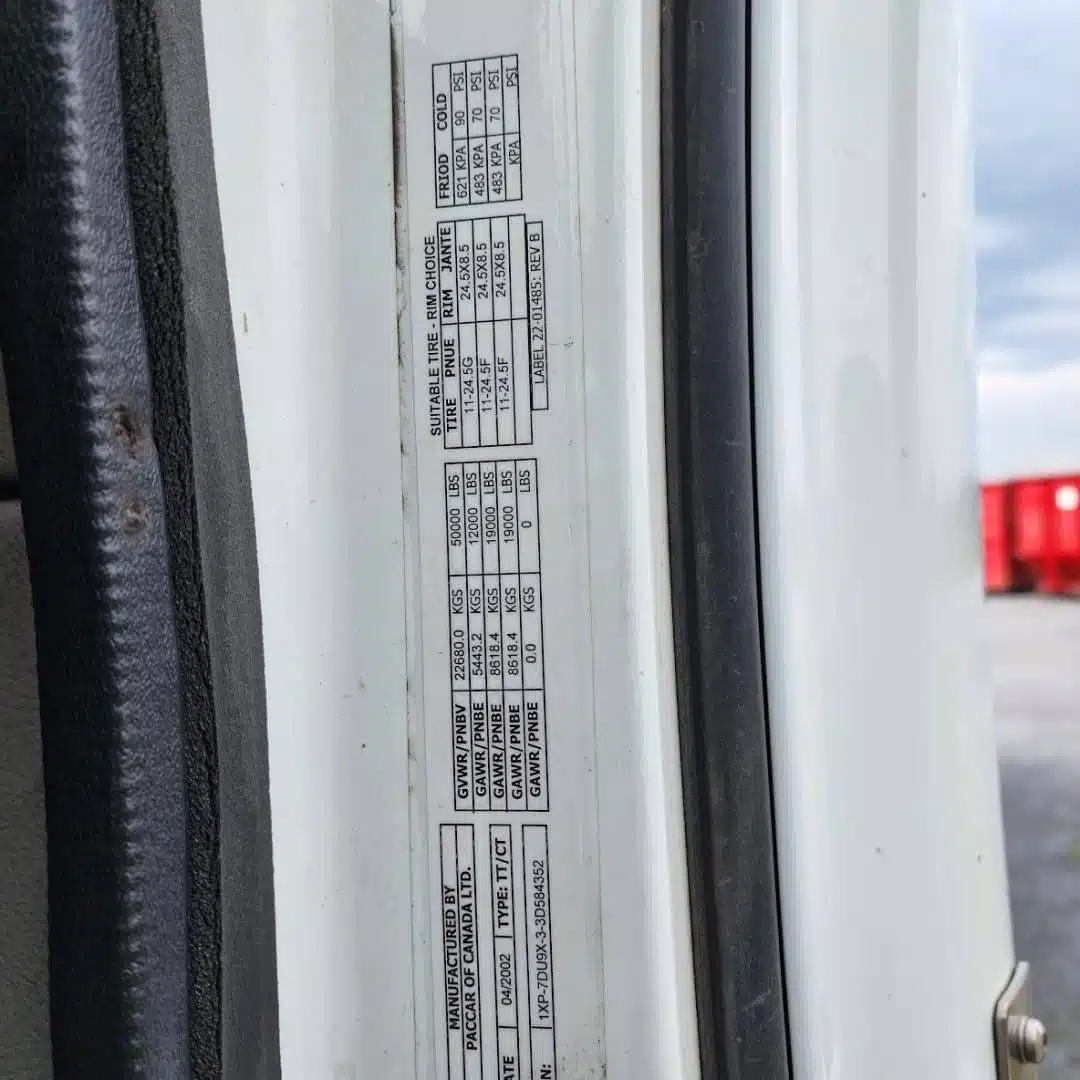 MANUFACTURED BY
PACCAR OF CANADA LTD.
ATE 04/2002 TYPE: TT/CT
N: 1XP-7DU9X-3-3D584352
GVWR/PNBV 22680.0 KGS 50000 LBS
GAWR/PNBE 5443.2 KGS 12000 LBS
GAWR/PNBE 8618.4 KGS 19000 LBS
GAWR/PNBE 8618.4 KGS 19000 LBS
GAWR/PNBE 0.0 KGS 0 LBS
SUITABLE TIRE - RIM CHOICE
TIRE PNUE RIM JANTE
11-24.5G 24.5X8.5
11-24.5F 24.5X8.5
11-24.5F 24.5X8.5
LABEL 22-01485: REV B
FRIOD COLD
621 KPA 90 PSI
483 KPA 70 PSI
483 KPA 70 PSI
KPA PSI